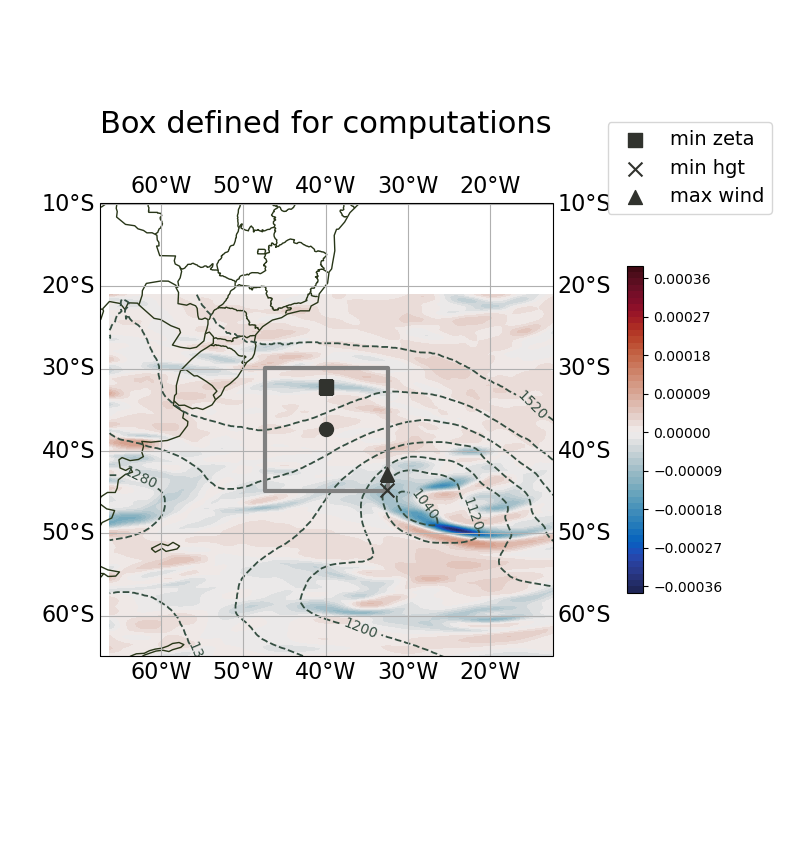 Box defined for computations
min zeta
min hgt
max wind
60°W 50°W 40°W 30°W 20°W
10°S 10°S
20°S 20°S
30°S 30°S
40°S 40°S
50°S 50°S
60°S 60°S
60°W 50°W 40°W 30°W 20°W
1520
1280
1040
1120
1200
13
0.00036
0.00027
0.00018
0.00009
0.00000
−0.00009
−0.00018
−0.00027
−0.00036